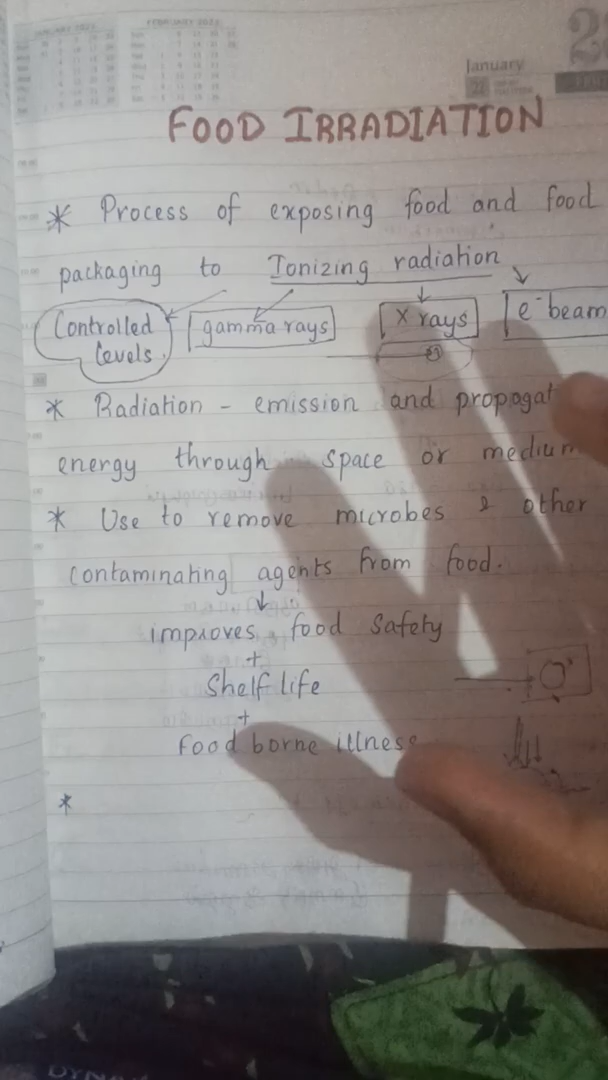 January
FOOD IRRADIATION
* Process of exposing food and food
packaging to Ionizing radiation
Controlled levels.
gamma rays
X rays
e⁻ beam
* Radiation - emission and propagat
energy through space or medium
* Use to remove microbes & other
contaminating agents from food.
↓
improves food safety
+
Shelf life
+
food borne illness
*